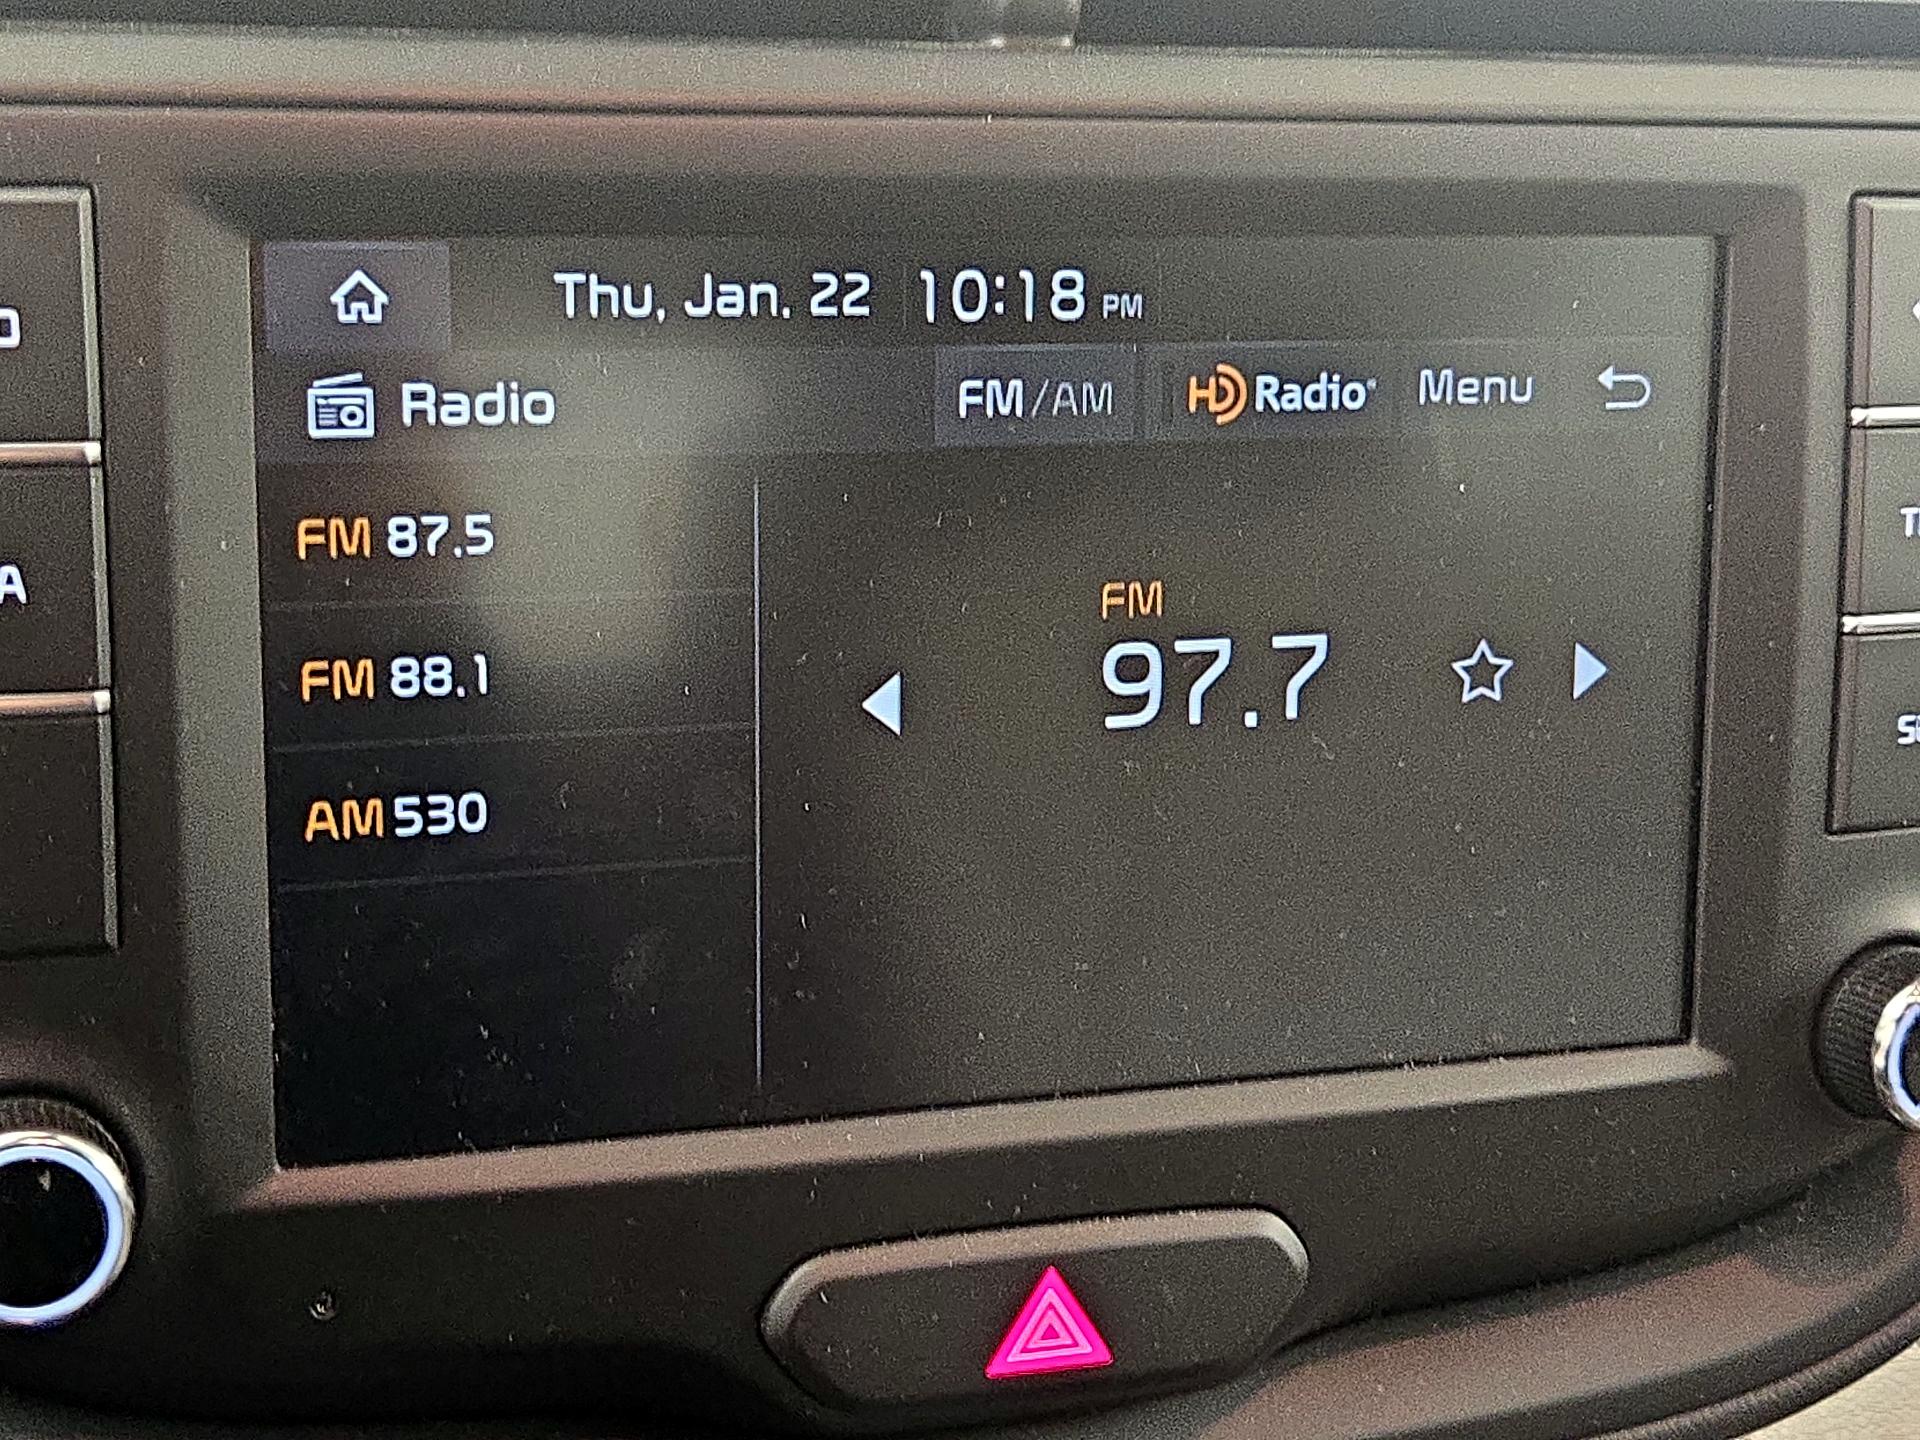 Thu, Jan. 22 10:18 PM
Radio FM/AM HD Radio Menu
FM 87.5
FM 88.1
AM 530
FM
97.7
A